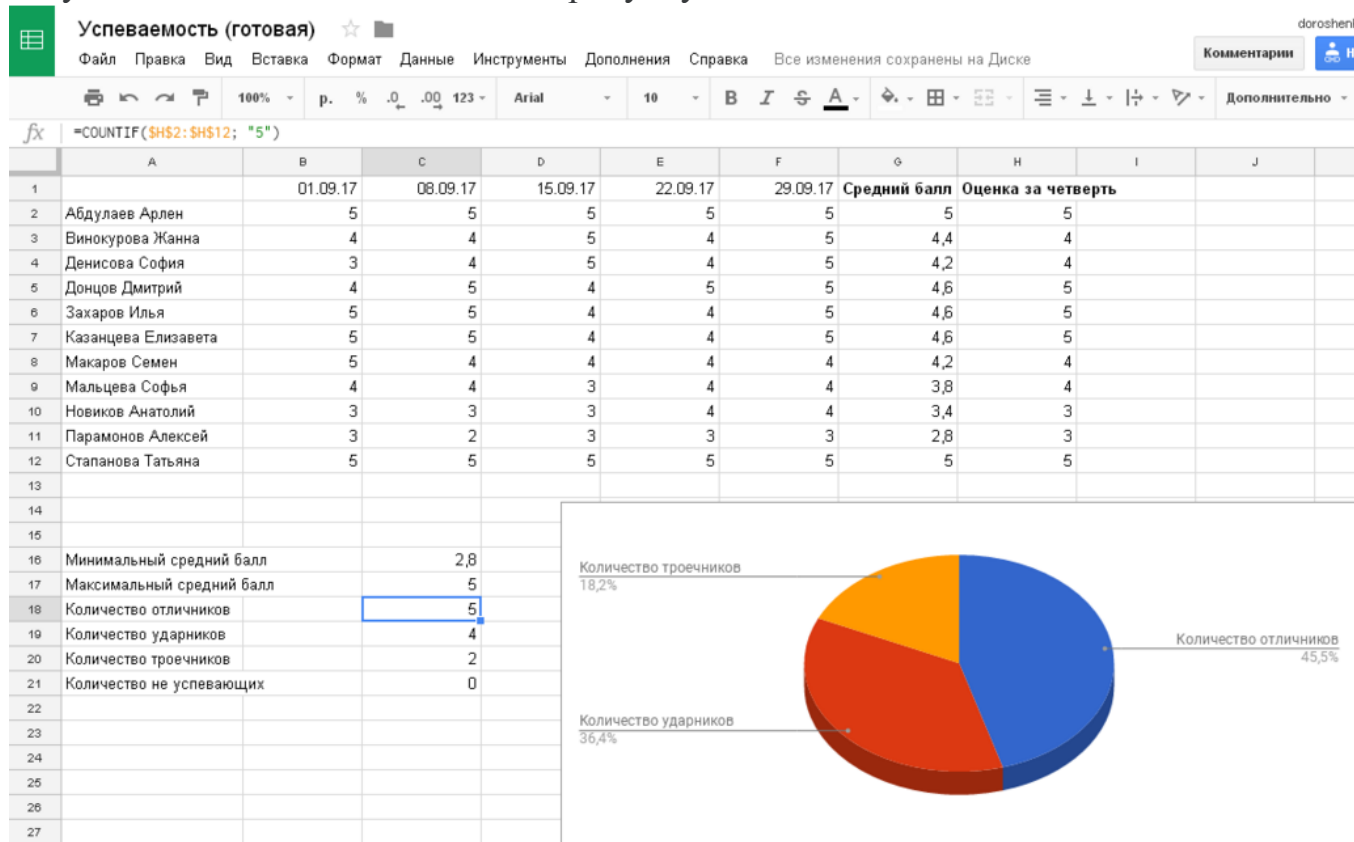 Успеваемость (готовая)
doroshenl
Файл Правка Вид Вставка Формат Данные Инструменты Дополнения Справка Все изменения сохранены на Диске
Комментарии
100% р. % .0 .00 123 Arial 10 B I S A Дополнительно
fx =COUNTIF($H$2:$H$12; "5")
A B C D E F G H I J
1 01.09.17 08.09.17 15.09.17 22.09.17 29.09.17 Средний балл Оценка за четверть
2 Абдулаев Арлен 5 5 5 5 5 5 5
3 Винокурова Жанна 4 4 5 4 5 4,4 4
4 Денисова София 3 4 5 4 5 4,2 4
5 Донцов Дмитрий 4 5 4 5 5 4,6 5
6 Захаров Илья 5 5 4 4 5 4,6 5
7 Казанцева Елизавета 5 5 4 4 5 4,6 5
8 Макаров Семен 5 4 4 4 4 4,2 4
9 Мальцева Софья 4 4 3 4 4 3,8 4
10 Новиков Анатолий 3 3 3 4 4 3,4 3
11 Парамонов Алексей 3 2 3 3 3 2,8 3
12 Стапанова Татьяна 5 5 5 5 5 5 5
13
14
15
16 Минимальный средний балл 2,8
17 Максимальный средний балл 5
18 Количество отличников 5
19 Количество ударников 4
20 Количество троечников 2
21 Количество не успевающих 0
22
23
24
25
26
27
Количество троечников
18,2%
Количество отличников
45,5%
Количество ударников
36,4%